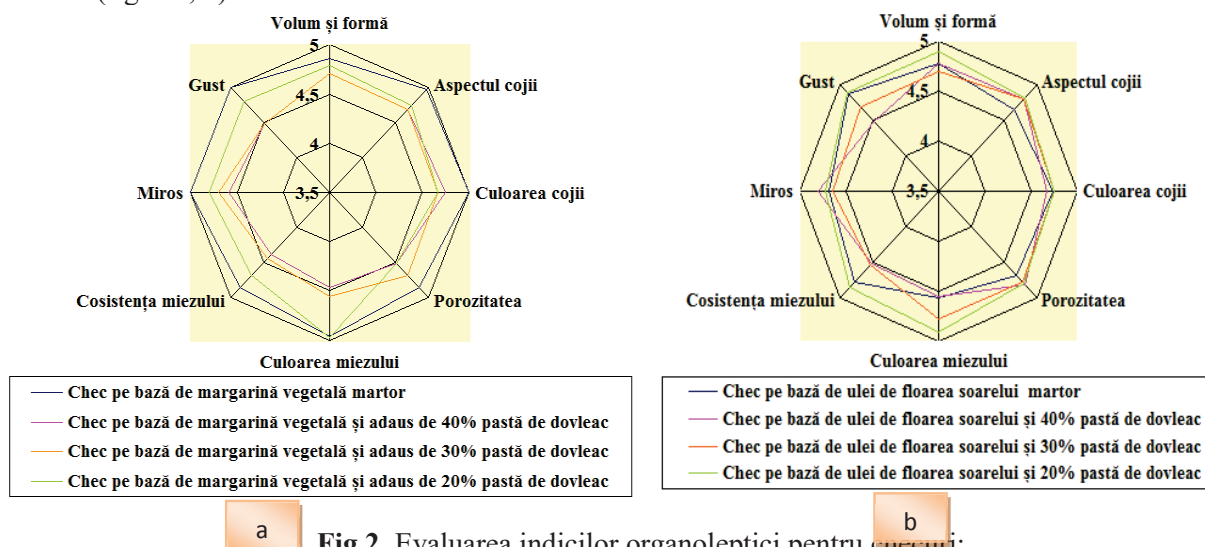 Volum și formă
5
Gust
Aspectul cojii
4,5
4
Miros
3,5
Culoarea cojii
Cosistența miezului
Porozitatea
Culoarea miezului
Chec pe bază de margarină vegetală martor
Chec pe bază de margarină vegetală și adaus de 40% pastă de dovleac
Chec pe bază de margarină vegetală și adaus de 30% pastă de dovleac
Chec pe bază de margarină vegetală și adaus de 20% pastă de dovleac
a
Volum și formă
5
Gust
Aspectul cojii
4,5
4
Miros
3,5
Culoarea cojii
Cosistența miezului
Porozitatea
Culoarea miezului
Chec pe bază de ulei de floarea soarelui martor
Chec pe bază de ulei de floarea soarelui și 40% pastă de dovleac
Chec pe bază de ulei de floarea soarelui și 30% pastă de dovleac
Chec pe bază de ulei de floarea soarelui și 20% pastă de dovleac
b
Fig 2. Evaluarea indicilor organoleptici pentru